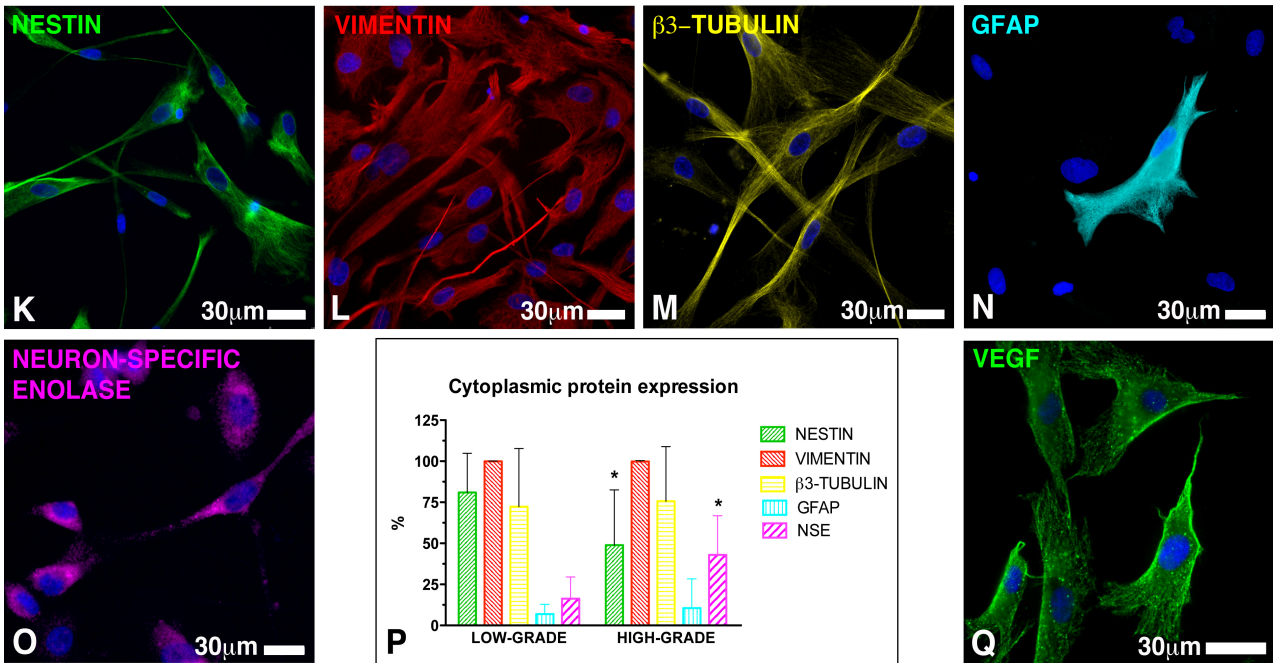 NESTIN
K
30μm
VIMENTIN
L
30μm
β3–TUBULIN
M
30μm
GFAP
N
30μm
NEURON-SPECIFIC
ENOLASE
O
30μm
Cytoplasmic protein expression
125
100
75
50
25
0
%
*
*
LOW-GRADE
HIGH-GRADE
NESTIN
VIMENTIN
β3-TUBULIN
GFAP
NSE
P
VEGF
Q
30μm